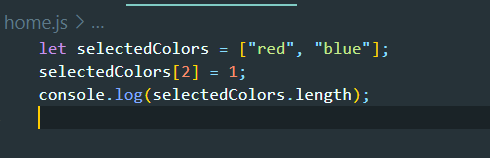 home.js > ...
let selectedColors = ["red", "blue"];
selectedColors[2] = 1;
console.log(selectedColors.length);